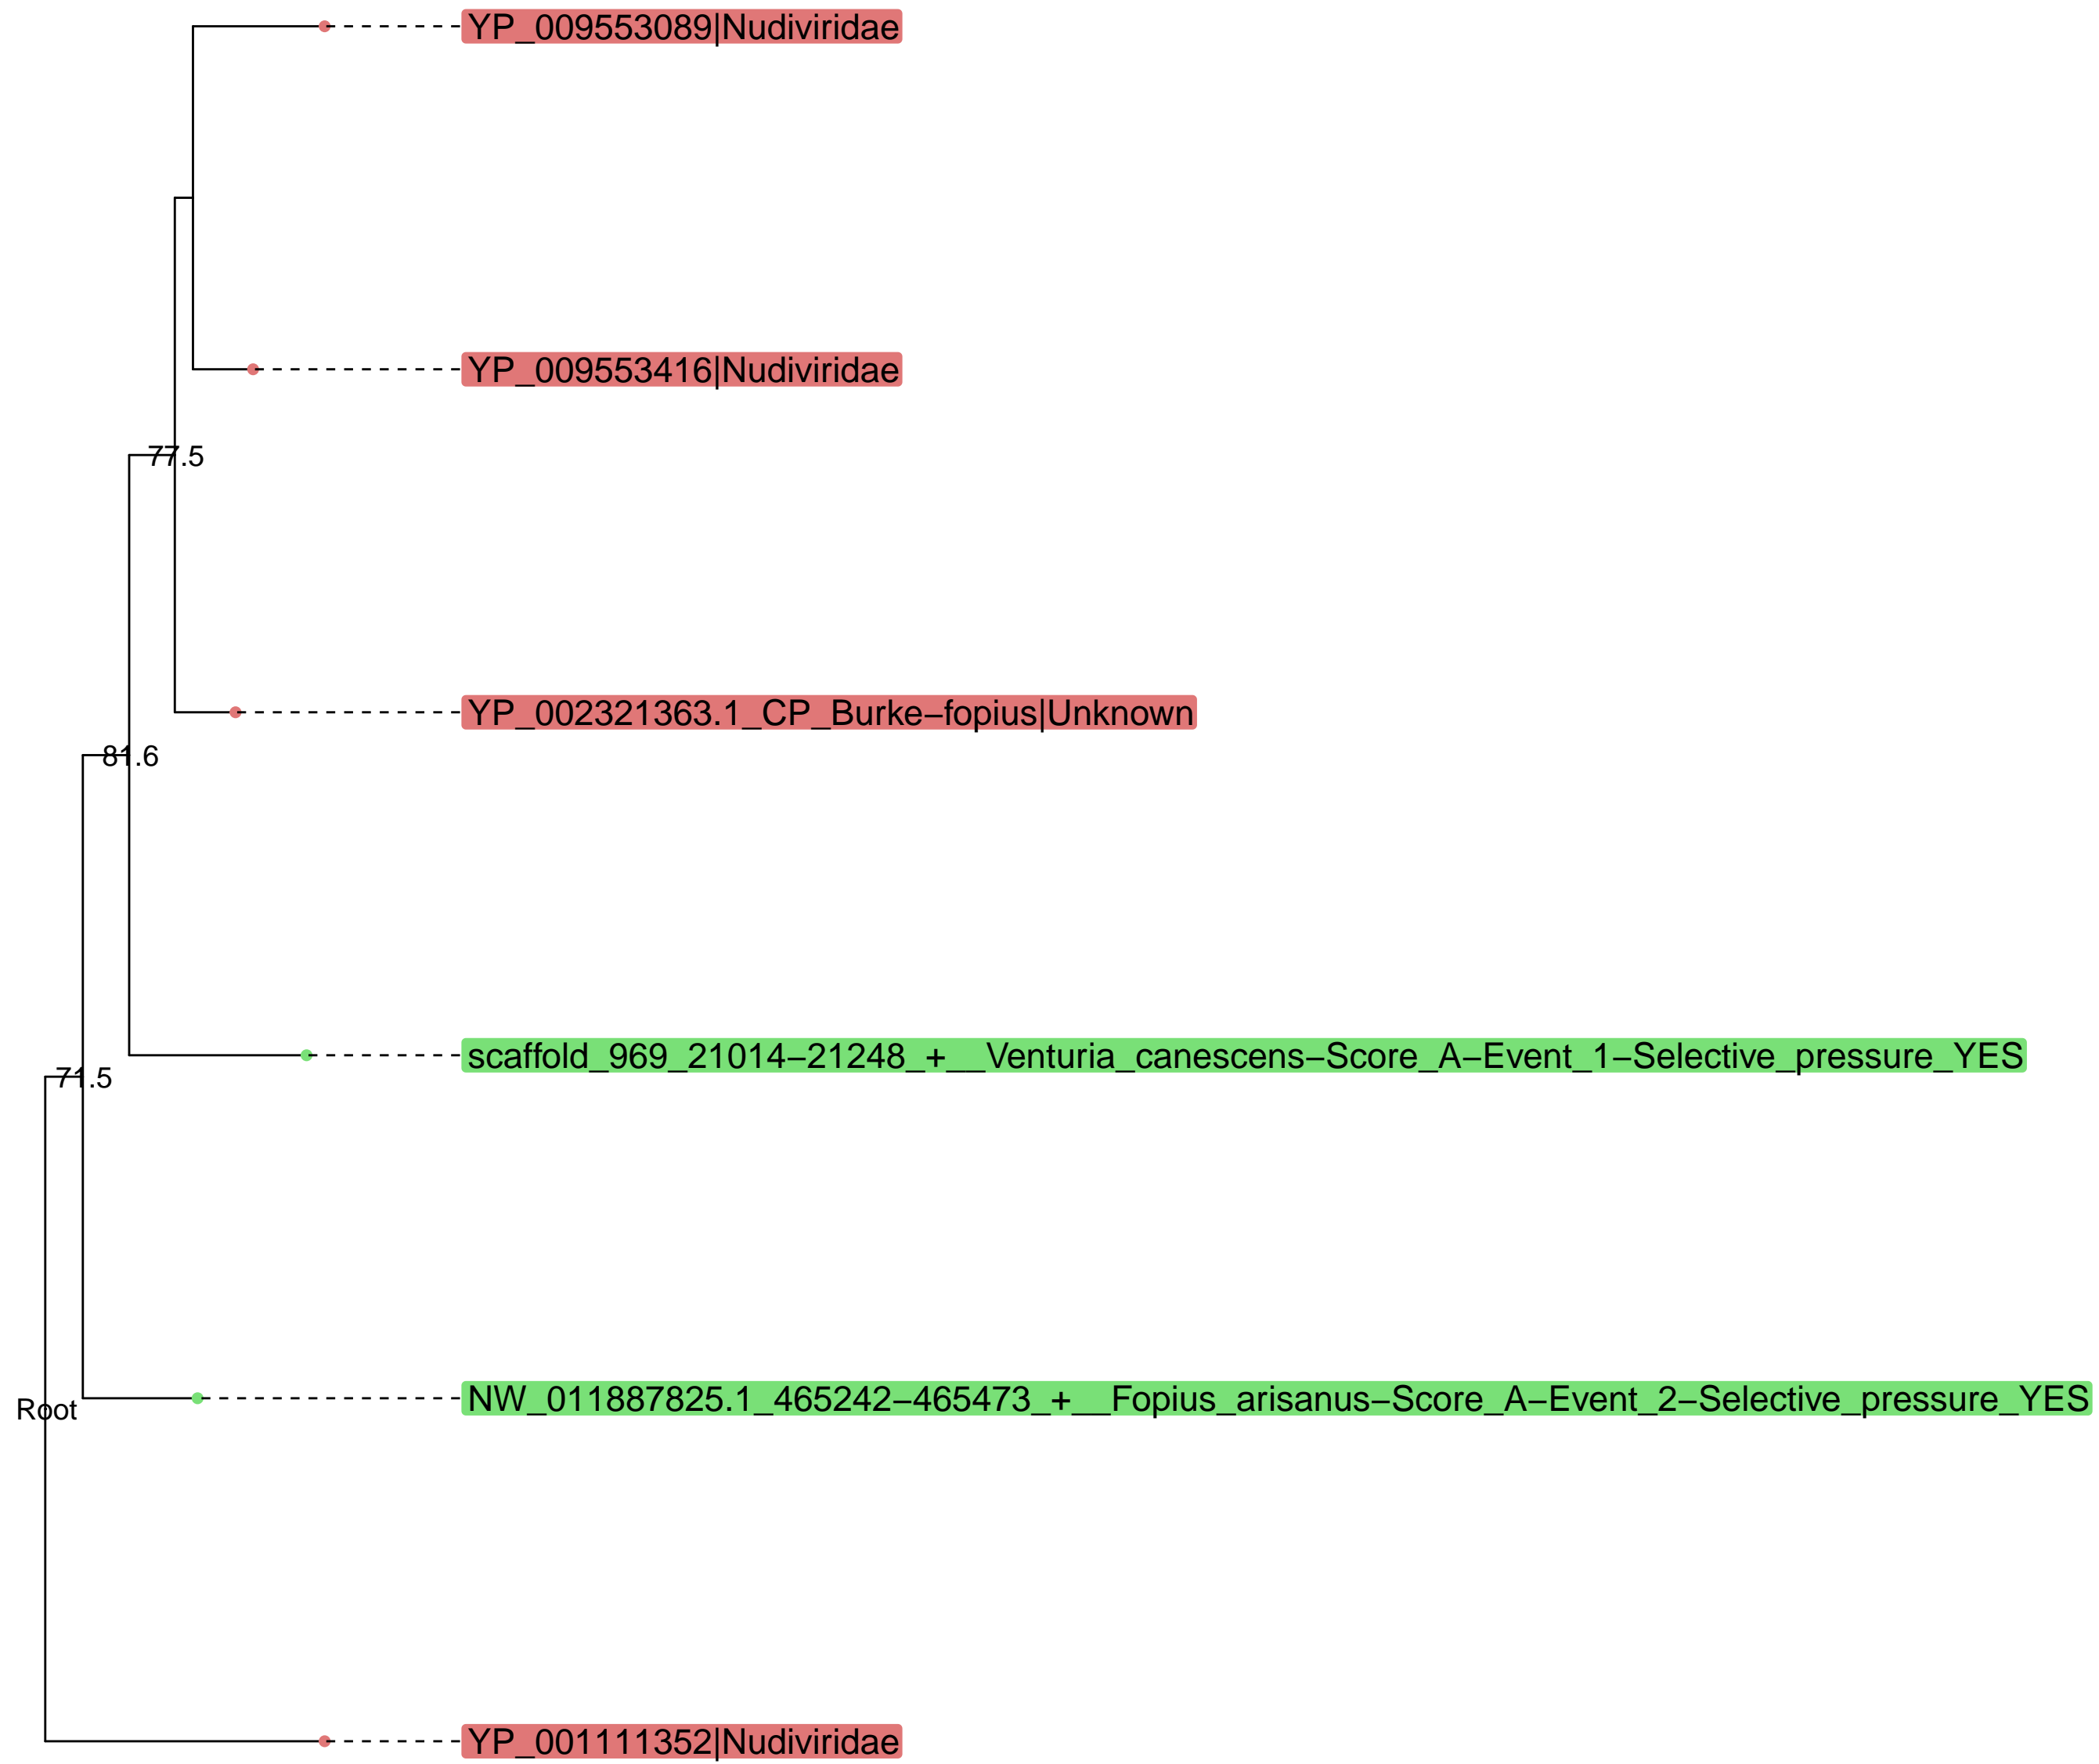 YP_009553089|Nudiviridae
YP_009553416|Nudiviridae
77.5
YP_002321363.1_CP_Burke−fopius|Unknown
81.6
scaffold_969_21014−21248_+__Venturia_canescens−Score_A−Event_1−Selective_pressure_YES
71.5
NW_011887825.1_465242−465473_+__Fopius_arisanus−Score_A−Event_2−Selective_pressure_YES
Root
YP_001111352|Nudiviridae